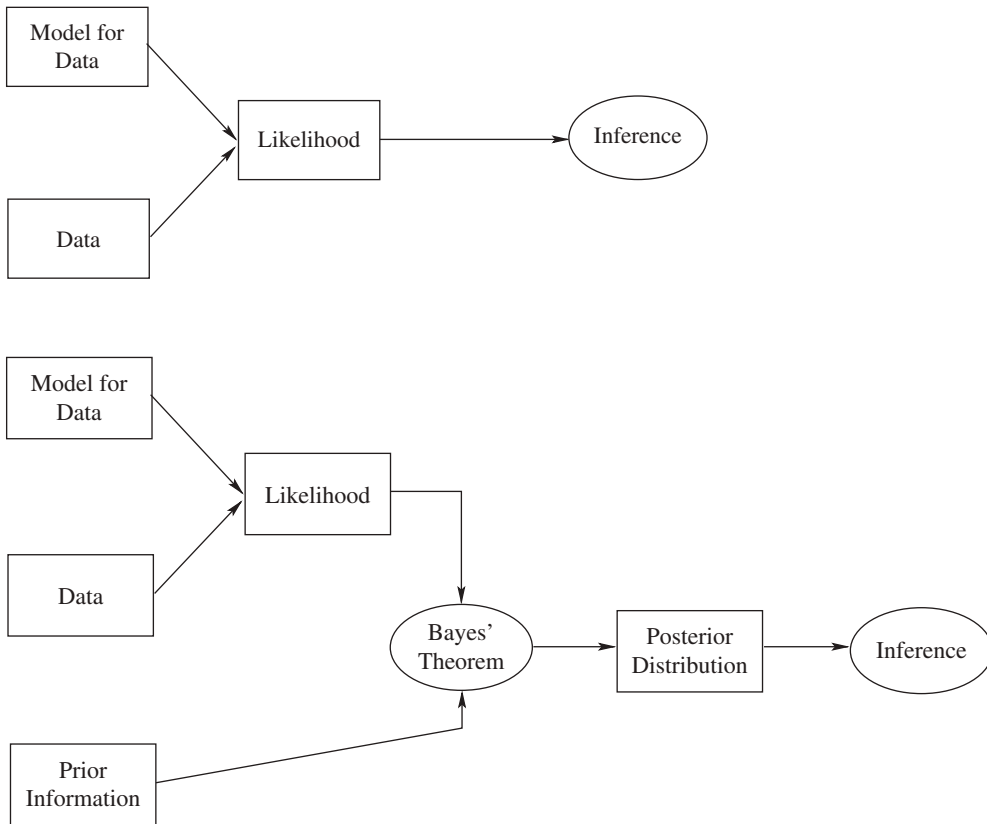 Model for
Data
Likelihood
Inference
Data
Model for
Data
Likelihood
Data
Bayes’
Theorem
Posterior
Distribution
Inference
Prior
Information